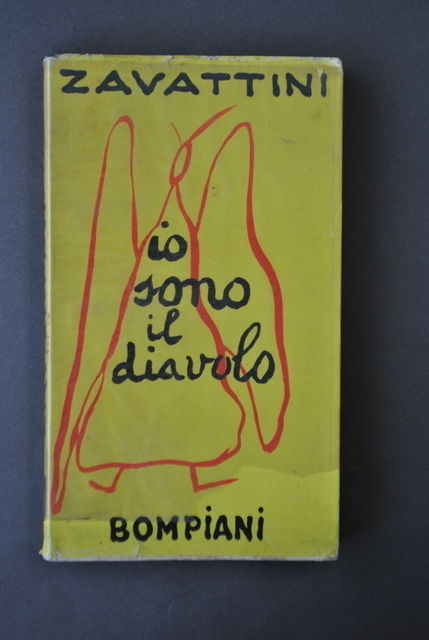 ZAVATTINI
io
sono
il
diavolo
BOMPiANi